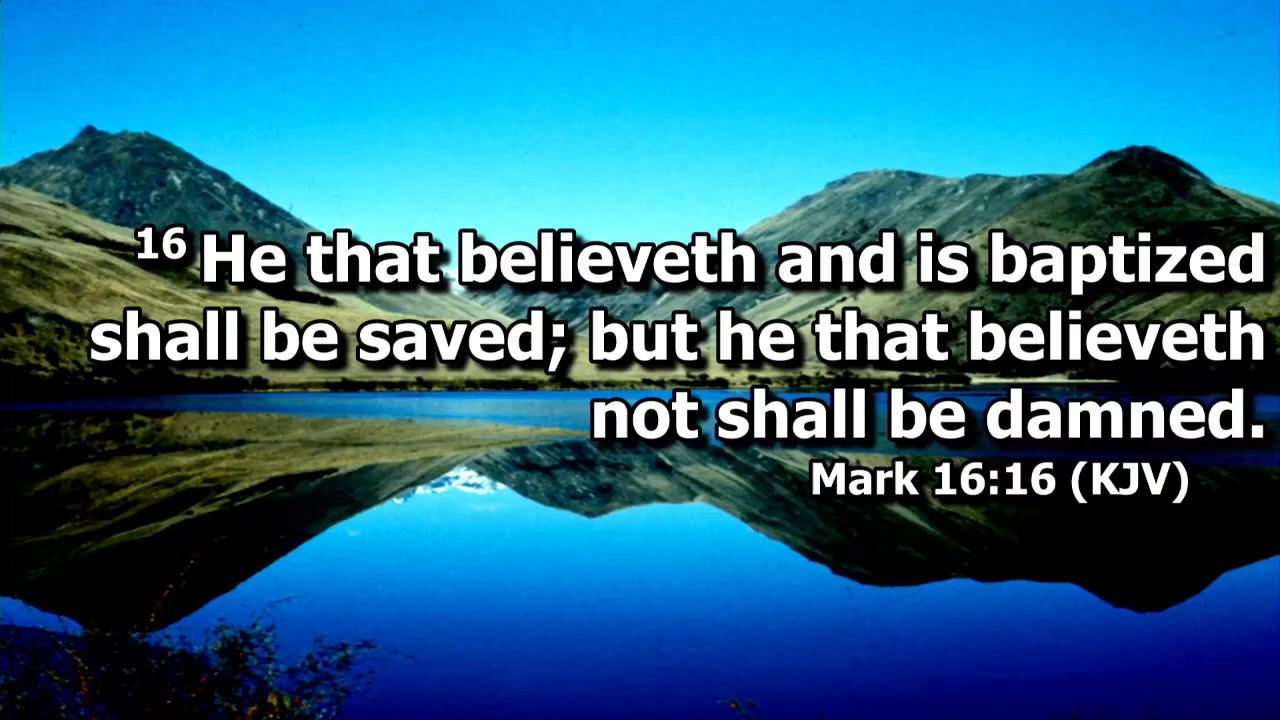 16 He that believeth and is baptized
shall be saved; but he that believeth
not shall be damned.
Mark 16:16 (KJV)